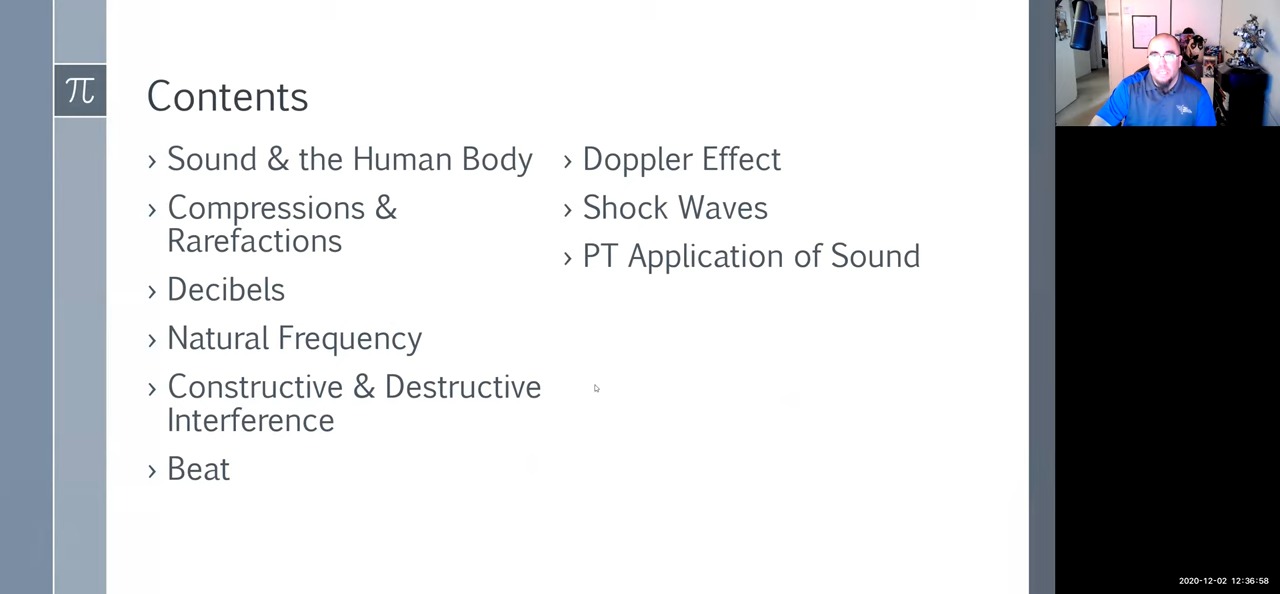 π
Contents
› Sound & the Human Body
› Compressions &
Rarefactions
› Decibels
› Natural Frequency
› Constructive & Destructive
Interference
› Beat
› Doppler Effect
› Shock Waves
› PT Application of Sound
2020-12-02 12:36:58